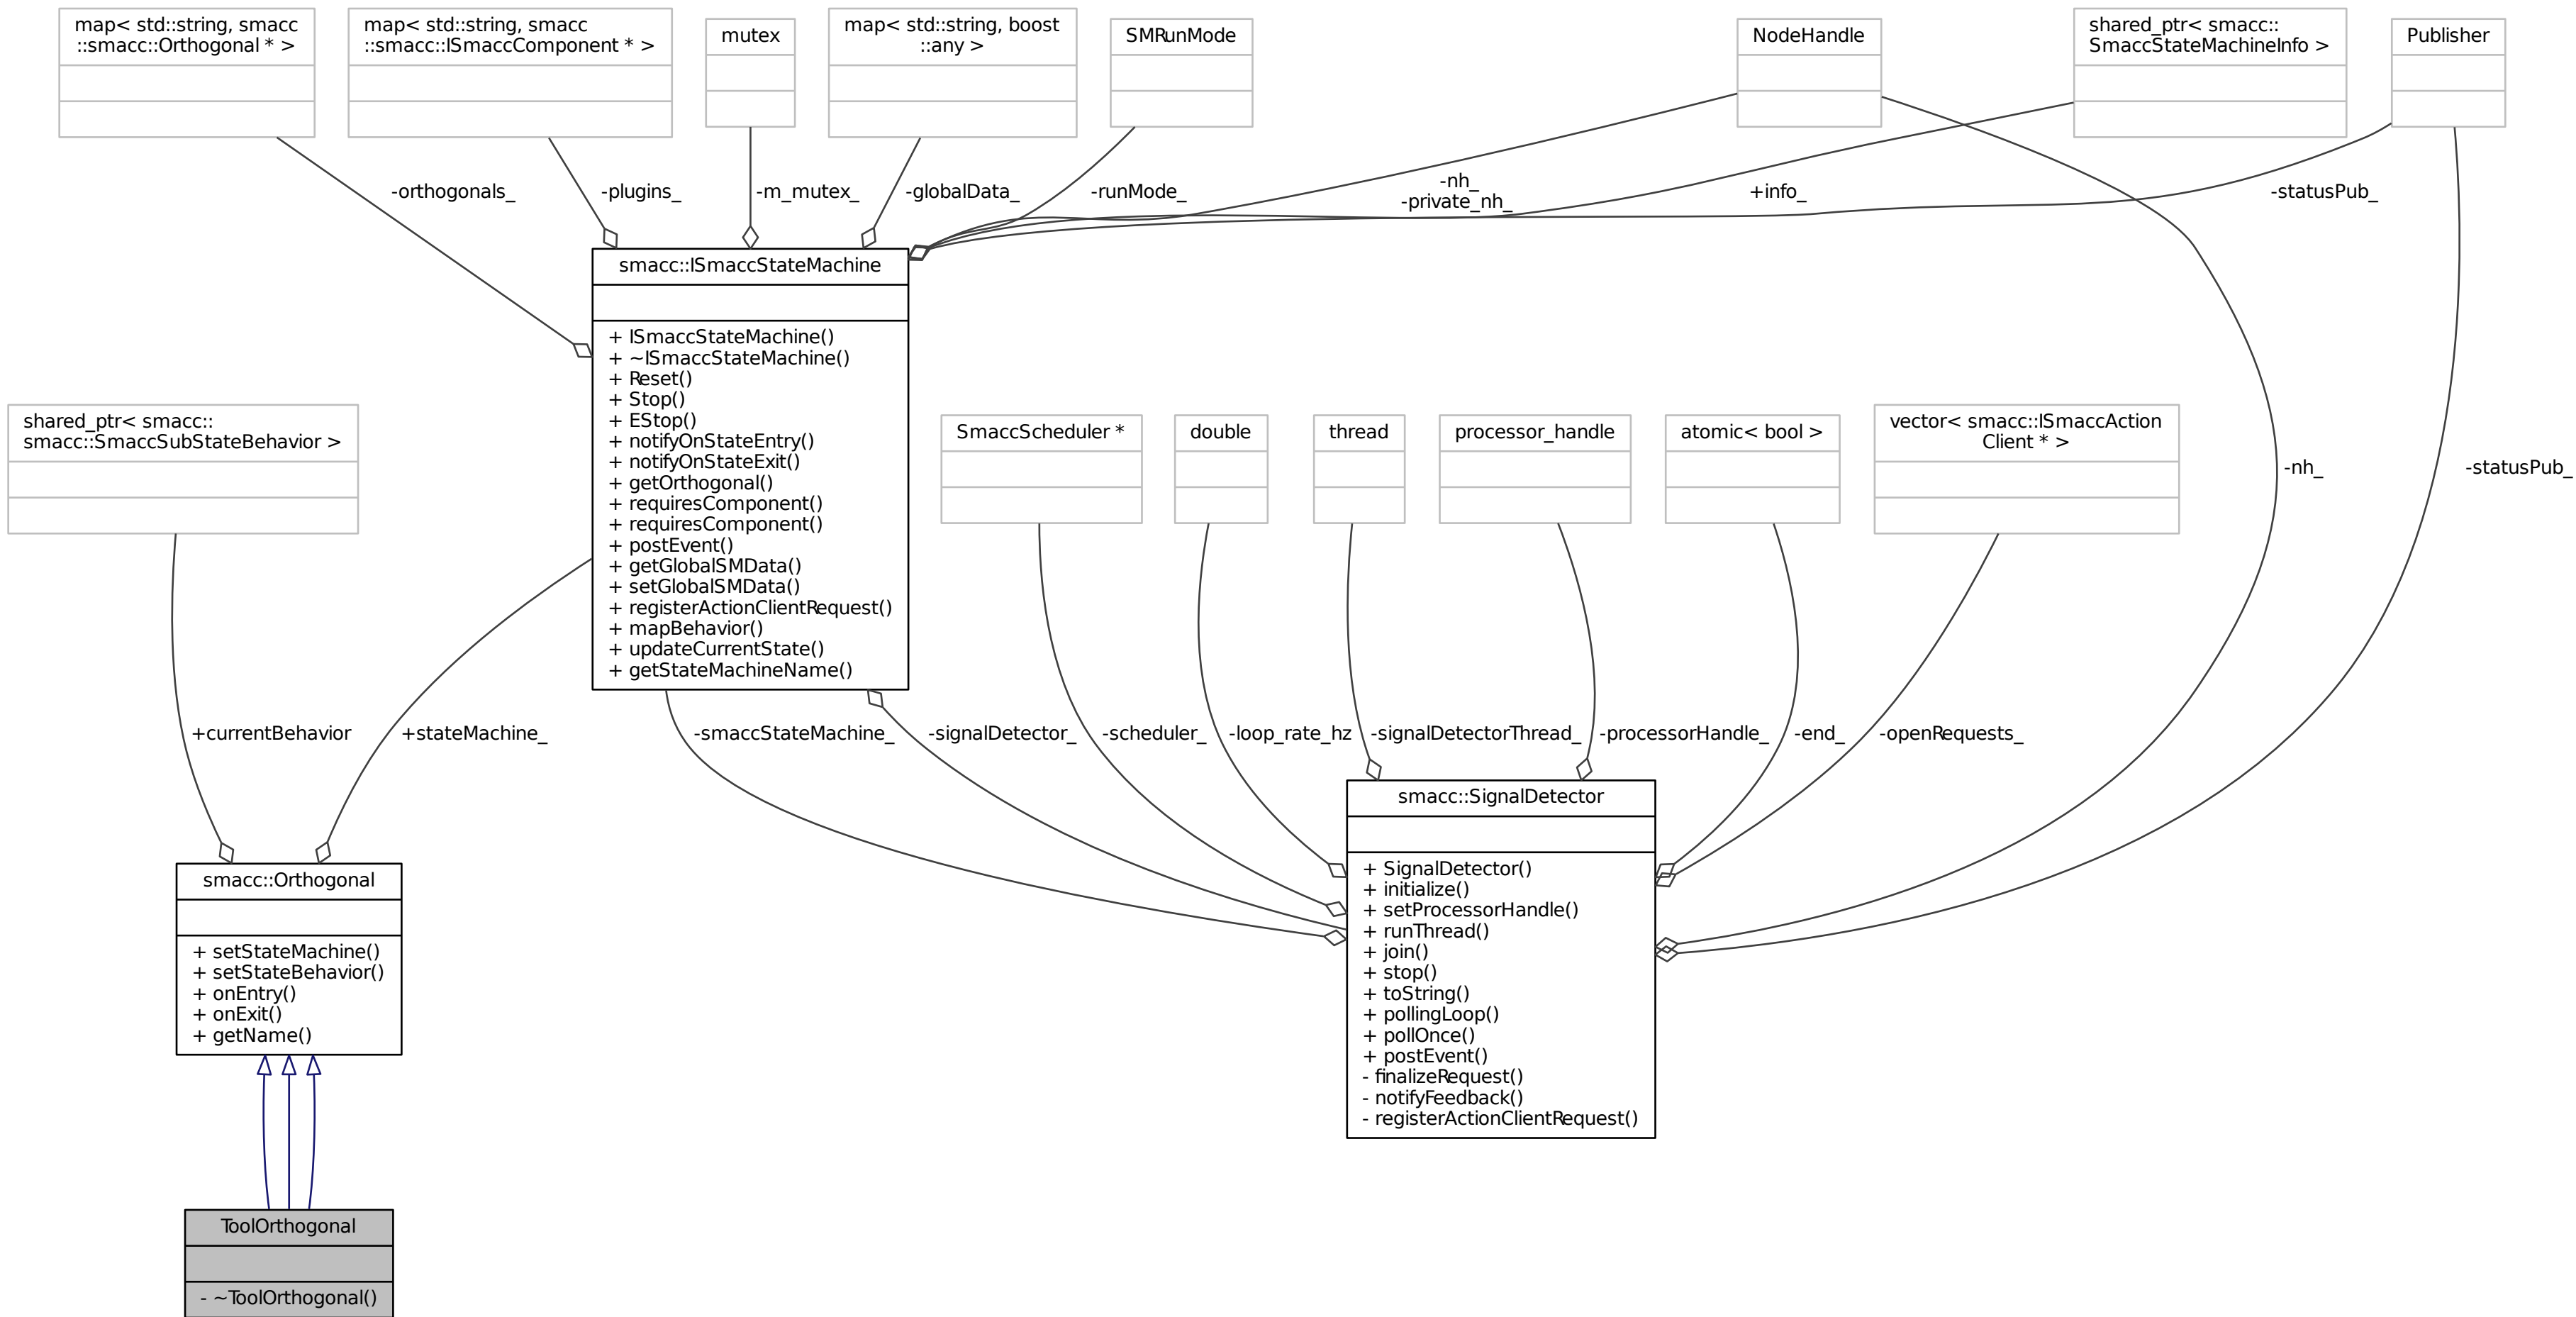 map< std::string, smacc
::smacc::Orthogonal * >
map< std::string, smacc
::smacc::ISmaccComponent * >
mutex
map< std::string, boost
::any >
SMRunMode
NodeHandle
shared_ptr< smacc::
SmaccStateMachineInfo >
Publisher
-orthogonals_
-plugins_
-m_mutex_
-globalData_
-runMode_
-nh_
-private_nh_
+info_
-statusPub_
smacc::ISmaccStateMachine
+ ISmaccStateMachine()
+ ~ISmaccStateMachine()
+ Reset()
+ Stop()
+ EStop()
+ notifyOnStateEntry()
+ notifyOnStateExit()
+ getOrthogonal()
+ requiresComponent()
+ requiresComponent()
+ postEvent()
+ getGlobalSMData()
+ setGlobalSMData()
+ registerActionClientRequest()
+ mapBehavior()
+ updateCurrentState()
+ getStateMachineName()
shared_ptr< smacc::
smacc::SmaccSubStateBehavior >
SmaccScheduler *
double
thread
processor_handle
atomic< bool >
vector< smacc::ISmaccAction
Client * >
-nh_
-statusPub_
+currentBehavior
+stateMachine_
-smaccStateMachine_
-signalDetector_
-scheduler_
-loop_rate_hz
-signalDetectorThread_
-processorHandle_
-end_
-openRequests_
smacc::SignalDetector
+ SignalDetector()
+ initialize()
+ setProcessorHandle()
+ runThread()
+ join()
+ stop()
+ toString()
+ pollingLoop()
+ pollOnce()
+ postEvent()
- finalizeRequest()
- notifyFeedback()
- registerActionClientRequest()
smacc::Orthogonal
+ setStateMachine()
+ setStateBehavior()
+ onEntry()
+ onExit()
+ getName()
ToolOrthogonal
- ~ToolOrthogonal()